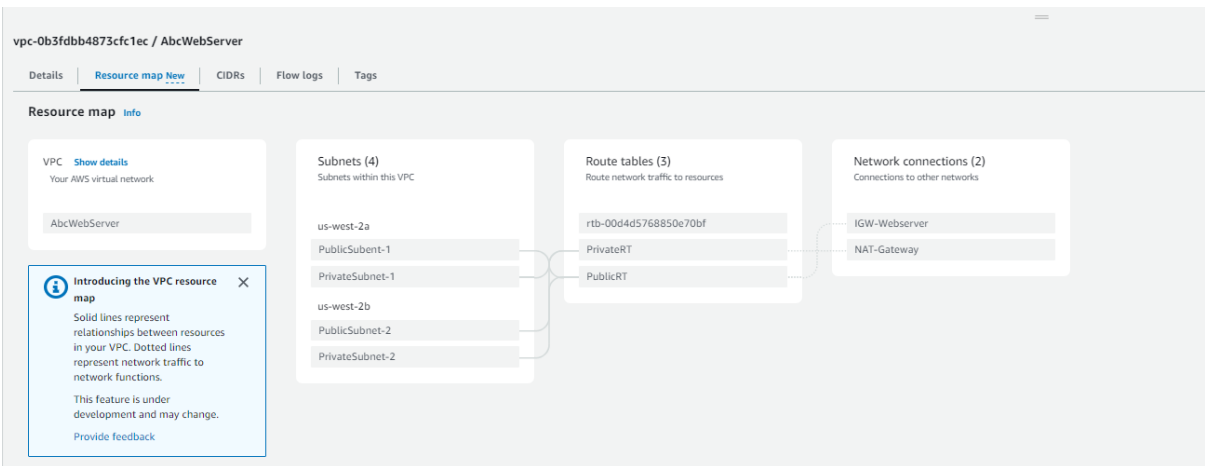 vpc-0b3fdbb4873cfc1ec / AbcWebServer
Details
Resource map New
CIDRs
Flow logs
Tags
Resource map Info
VPC Show details
Your AWS virtual network
AbcWebServer
Introducing the VPC resource
map
Solid lines represent
relationships between resources
in your VPC. Dotted lines
represent network traffic to
network functions.
This feature is under
development and may change.
Provide feedback
Subnets (4)
Subnets within this VPC
us-west-2a
PublicSubent-1
PrivateSubnet-1
us-west-2b
PublicSubnet-2
PrivateSubnet-2
Route tables (3)
Route network traffic to resources
rtb-00d4d5768850e70bf
PrivateRT
PublicRT
Network connections (2)
Connections to other networks
IGW-Webserver
NAT-Gateway